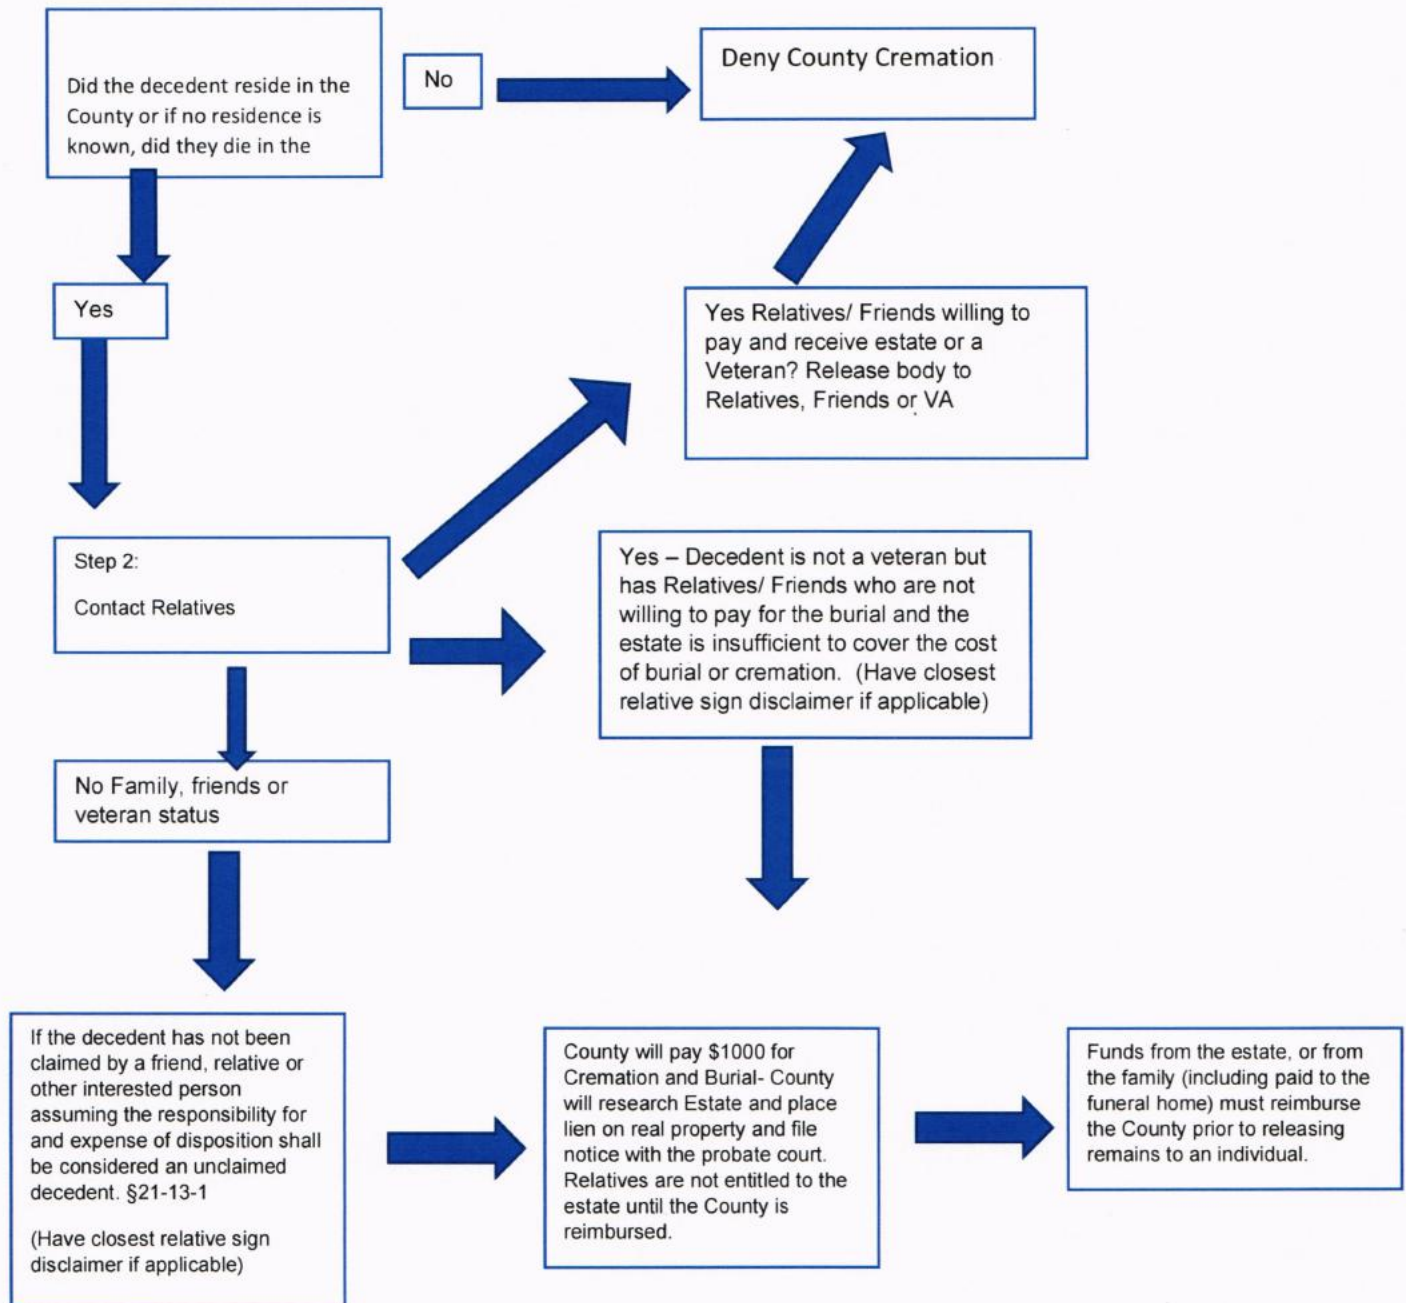 Did the decedent reside in the
County or if no residence is
known, did they die in the
No
Deny County Cremation
Yes
Yes Relatives/ Friends willing to
pay and receive estate or a
Veteran? Release body to
Relatives, Friends or VA
Step 2:
Contact Relatives
Yes – Decedent is not a veteran but
has Relatives/ Friends who are not
willing to pay for the burial and the
estate is insufficient to cover the cost
of burial or cremation. (Have closest
relative sign disclaimer if applicable)
No Family, friends or
veteran status
If the decedent has not been
claimed by a friend, relative or
other interested person
assuming the responsibility for
and expense of disposition shall
be considered an unclaimed
decedent. §21-13-1
(Have closest relative sign
disclaimer if applicable)
County will pay $1000 for
Cremation and Burial- County
will research Estate and place
lien on real property and file
notice with the probate court.
Relatives are not entitled to the
estate until the County is
reimbursed.
Funds from the estate, or from
the family (including paid to the
funeral home) must reimburse
the County prior to releasing
remains to an individual.